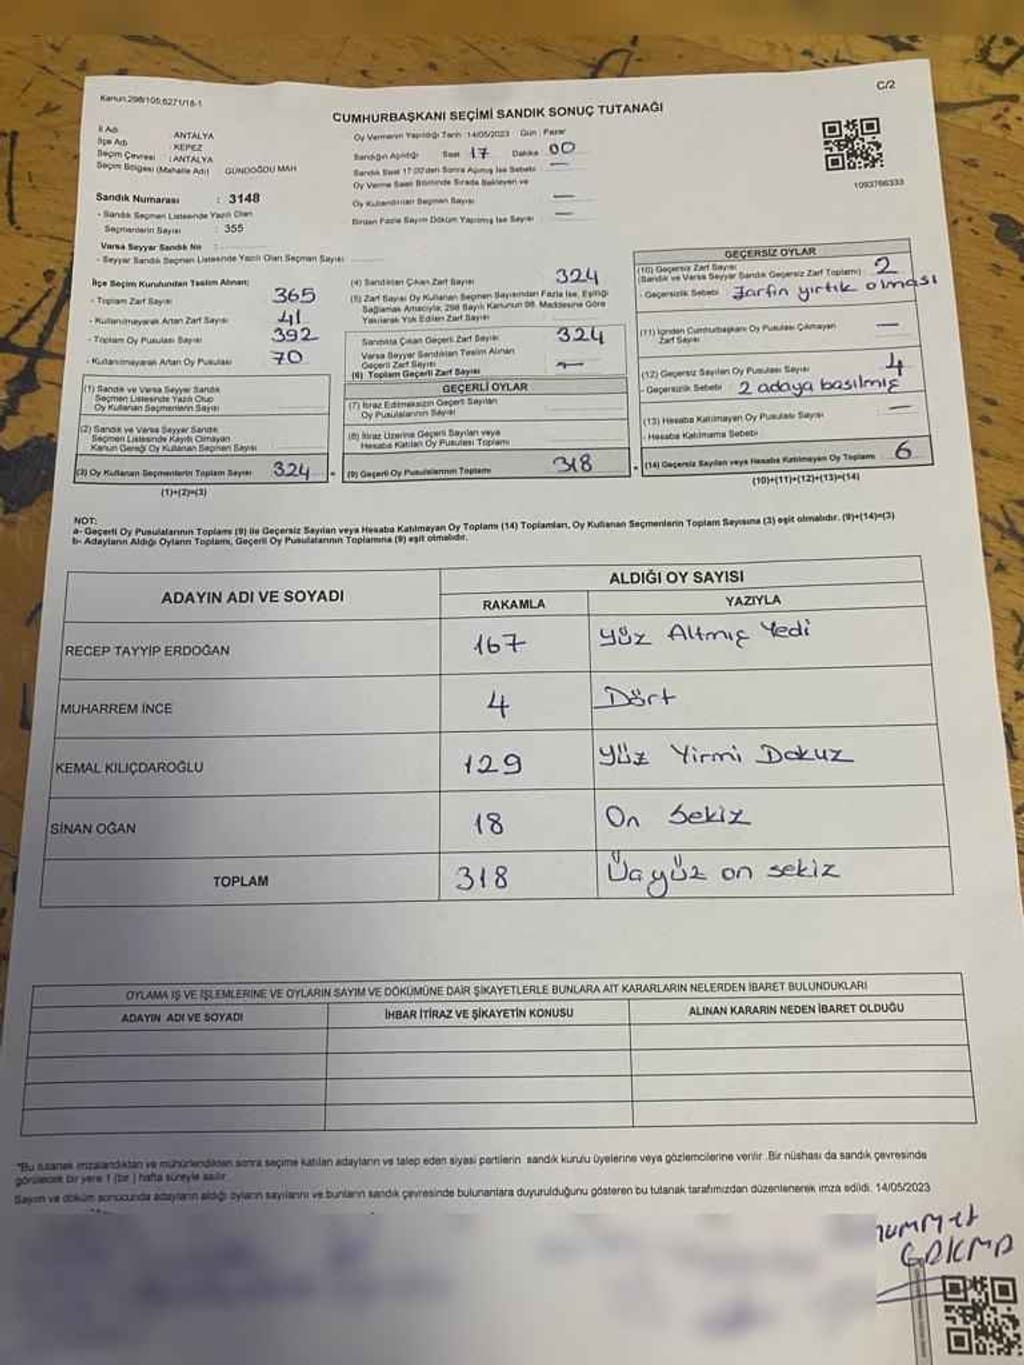 Kanun:298/105;6271/18-1
C/2
CUMHURBAŞKANI SEÇİMİ SANDIK SONUÇ TUTANAĞI
İl Adı : ANTALYA
İlçe Adı : KEPEZ
Seçim Çevresi : ANTALYA
Seçim Bölgesi (Mahalle Adı) GÜNDOĞDU MAH
Sandık Numarası : 3148
- Sandık Seçmen Listesinde Yazılı Olan
Seçmenlerin Sayısı : 355
Varsa Seyyar Sandık No :
- Seyyar Sandık Seçmen Listesinde Yazılı Olan Seçmen Sayısı
Oy Vermenin Yapıldığı Tarih : 14/05/2023 Gün : Pazar
Sandığın Açıldığı Saat 17 Dakika 00
Sandık Saat 17:00'den Sonra Açılmış İse Sebebi —
Oy Verme Saati Bitiminde Sırada Bekleyen ve
Oy Kullandırılan Seçmen Sayısı —
Birden Fazla Sayım Döküm Yapılmış İse Sayısı —
1093766333
İlçe Seçim Kurulundan Teslim Alınan;
- Toplam Zarf Sayısı 365
- Kullanılmayarak Artan Zarf Sayısı 41
- Toplam Oy Pusulası Sayısı 392
- Kullanılmayarak Artan Oy Pusulası 70
(1) Sandık ve Varsa Seyyar Sandık
Seçmen Listesinde Yazılı Olup
Oy Kullanan Seçmenlerin Sayısı
(2) Sandık ve Varsa Seyyar Sandık
Seçmen Listesinde Kayıtlı Olmayan
Kanun Gereği Oy Kullanan Seçmen Sayısı
(3) Oy Kullanan Seçmenlerin Toplam Sayısı 324
(1)+(2)=(3)
(4) Sandıktan Çıkan Zarf Sayısı 324
(5) Zarf Sayısı Oy Kullanan Seçmen Sayısından Fazla İse, Eşitliği
Sağlamak Amacıyla, 298 Sayılı Kanunun 98. Maddesine Göre
Yakılarak Yok Edilen Zarf Sayısı
Sandıkta Çıkan Geçerli Zarf Sayısı 324
Varsa Seyyar Sandıktan Teslim Alınan
Geçerli Zarf Sayısı —
(6) Toplam Geçerli Zarf Sayısı
GEÇERLİ OYLAR
(7) İtiraz Edilmeksizin Geçerli Sayılan
Oy Pusulalarının Sayısı
(8) İtiraz Üzerine Geçerli Sayılan veya
Hesaba Katılan Oy Pusulası Toplamı
(9) Geçerli Oy Pusulalarının Toplamı 318
GEÇERSİZ OYLAR
(10) Geçersiz Zarf Sayısı 2
(Sandık ve Varsa Seyyar Sandık Geçersiz Zarf Toplamı)
- Geçersizlik Sebebi Zarfın yırtık olması
(11) İçinden Cumhurbaşkanı Oy Pusulası Çıkmayan
Zarf Sayısı —
(12) Geçersiz Sayılan Oy Pusulası Sayısı 4
- Geçersizlik Sebebi 2 adaya basılmış
(13) Hesaba Katılmayan Oy Pusulası Sayısı —
- Hesaba Katılmama Sebebi
(14) Geçersiz Sayılan veya Hesaba Katılmayan Oy Toplamı 6
(10)+(11)+(12)+(13)=(14)
NOT:
a- Geçerli Oy Pusulalarının Toplamı (9) ile Geçersiz Sayılan veya Hesaba Katılmayan Oy Toplamı (14) Toplamları, Oy Kullanan Seçmenlerin Toplam Sayısına (3) eşit olmalıdır. (9)+(14)=(3)
b- Adayların Aldığı Oyların Toplamı, Geçerli Oy Pusulalarının Toplamına (9) eşit olmalıdır.
ADAYIN ADI VE SOYADI
ALDIĞI OY SAYISI
RAKAMLA YAZIYLA
RECEP TAYYİP ERDOĞAN 167 Yüz Altmış Yedi
MUHARREM İNCE 4 Dört
KEMAL KILIÇDAROĞLU 129 Yüz Yirmi Dokuz
SİNAN OĞAN 18 On Sekiz
TOPLAM 318 Üçyüz on sekiz
OYLAMA İŞ VE İŞLEMLERİNE VE OYLARIN SAYIM VE DÖKÜMÜNE DAİR ŞİKAYETLERLE BUNLARA AİT KARARLARIN NELERDEN İBARET BULUNDUKLARI
ADAYIN ADI VE SOYADI İHBAR İTİRAZ VE ŞİKAYETİN KONUSU ALINAN KARARIN NEDEN İBARET OLDUĞU
*Bu tutanak imzalandıktan ve mühürlendikten sonra seçime katılan adayların ve talep eden siyasi partilerin sandık kurulu üyelerine veya gözlemcilerine verilir. Bir nüshası da sandık çevresinde
görülecek bir yere 1 (bir) hafta süreyle asılır.
Sayım ve döküm sonucunda adayların aldığı oyların sayılarını ve bunların sandık çevresinde bulunanlara duyurulduğunu gösteren bu tutanak tarafımızdan düzenlenerek imza edildi. 14/05/2023